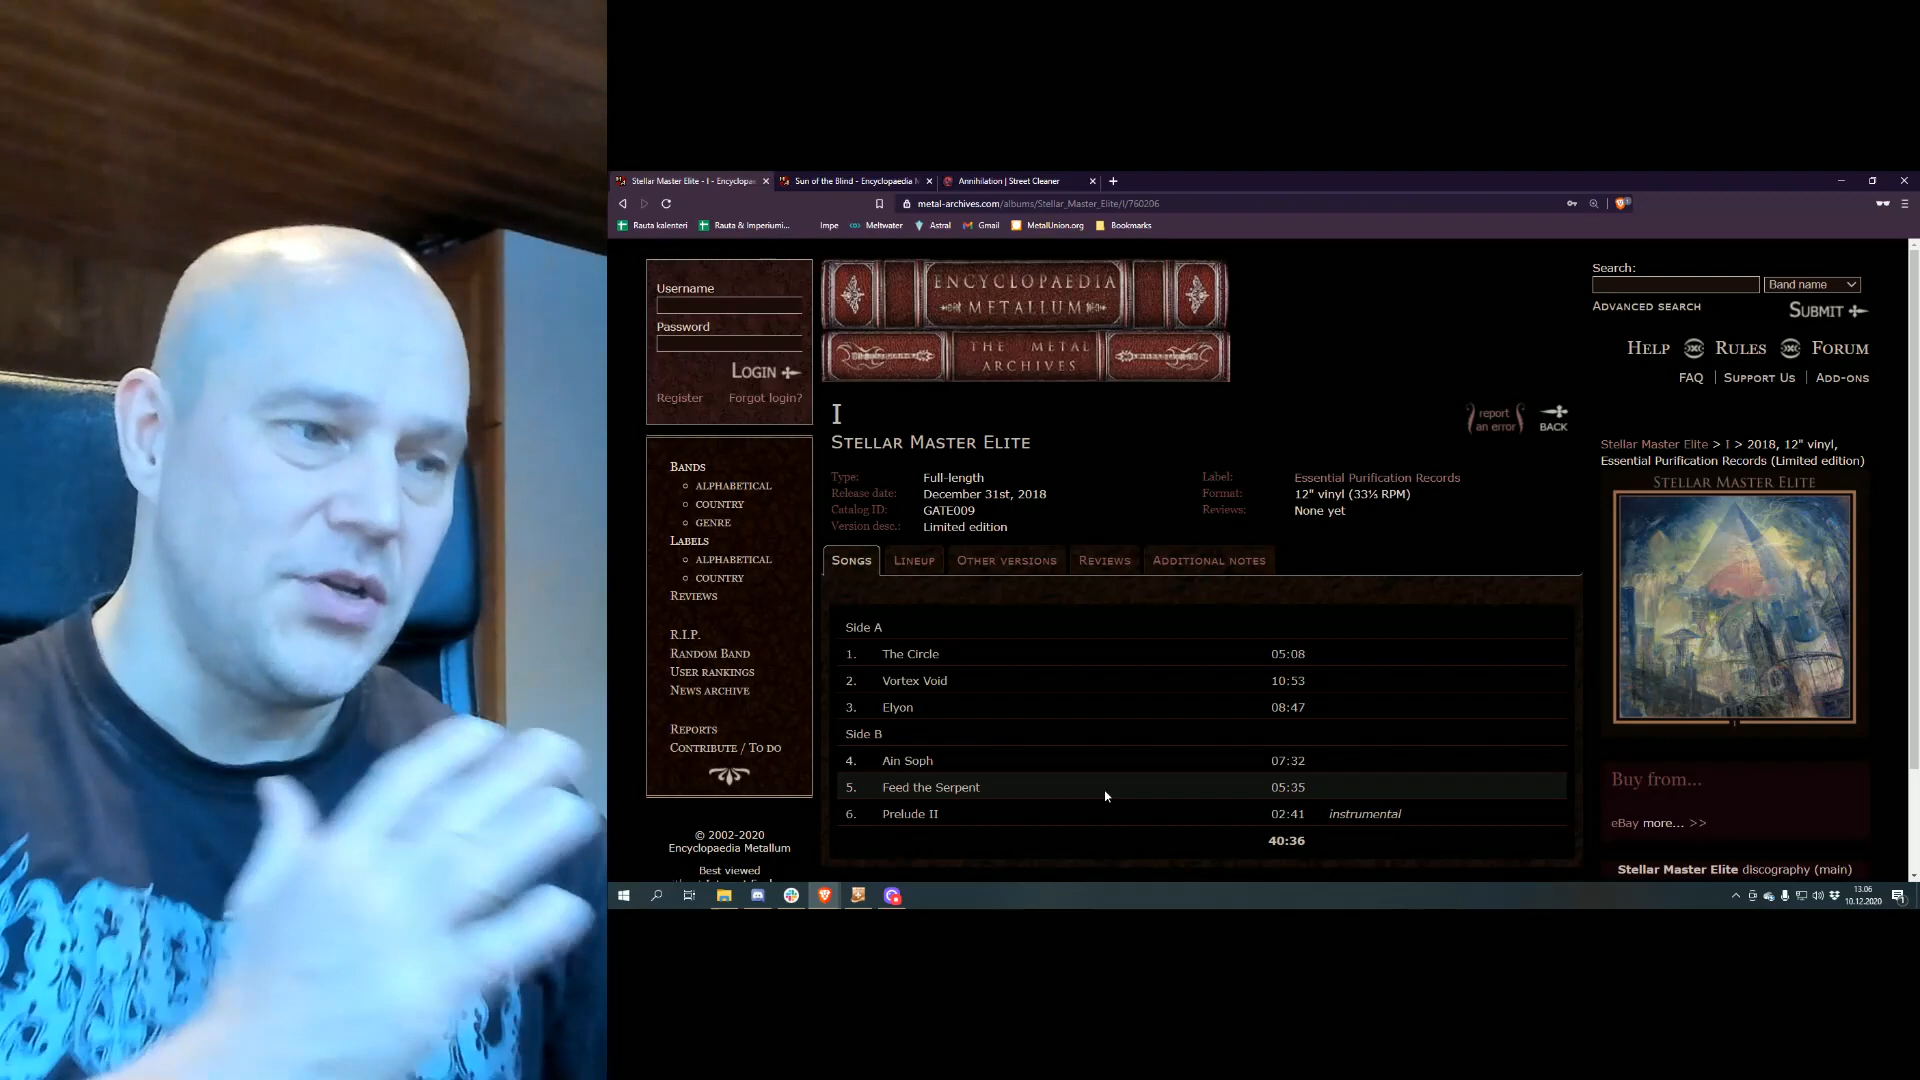 Stellar Master Elite - I - Encyclopae
Sun of the Blind - Encyclopaedia M
Annihilation | Street Cleaner
metal-archives.com/albums/Stellar_Master_Elite/I/760206
Rauta kalenteri
Rauta & Imperiumi...
Impe
Meltwater
Astral
Gmail
MetalUnion.org
Bookmarks
Username
Password
LOGIN
Register Forgot login?
ENCYCLOPAEDIA
METALLUM
THE METAL
ARCHIVES
Search:
Band name
ADVANCED SEARCH
SUBMIT
HELP RULES FORUM
FAQ | SUPPORT US | ADD-ONS
I
STELLAR MASTER ELITE
report
an error
BACK
Type: Full-length
Release date: December 31st, 2018
Catalog ID: GATE009
Version desc.: Limited edition
Label: Essential Purification Records
Format: 12" vinyl (33⅓ RPM)
Reviews: None yet
SONGS LINEUP OTHER VERSIONS REVIEWS ADDITIONAL NOTES
Side A
1. The Circle 05:08
2. Vortex Void 10:53
3. Elyon 08:47
Side B
4. Ain Soph 07:32
5. Feed the Serpent 05:35
6. Prelude II 02:41 instrumental
40:36
BANDS
ALPHABETICAL
COUNTRY
GENRE
LABELS
ALPHABETICAL
COUNTRY
REVIEWS
R.I.P.
RANDOM BAND
USER RANKINGS
NEWS ARCHIVE
REPORTS
CONTRIBUTE / TO DO
© 2002-2020
Encyclopaedia Metallum
Best viewed
Stellar Master Elite > I > 2018, 12" vinyl,
Essential Purification Records (Limited edition)
STELLAR MASTER ELITE
I
Buy from...
eBay more... >>
Stellar Master Elite discography (main)
13.06
10.12.2020